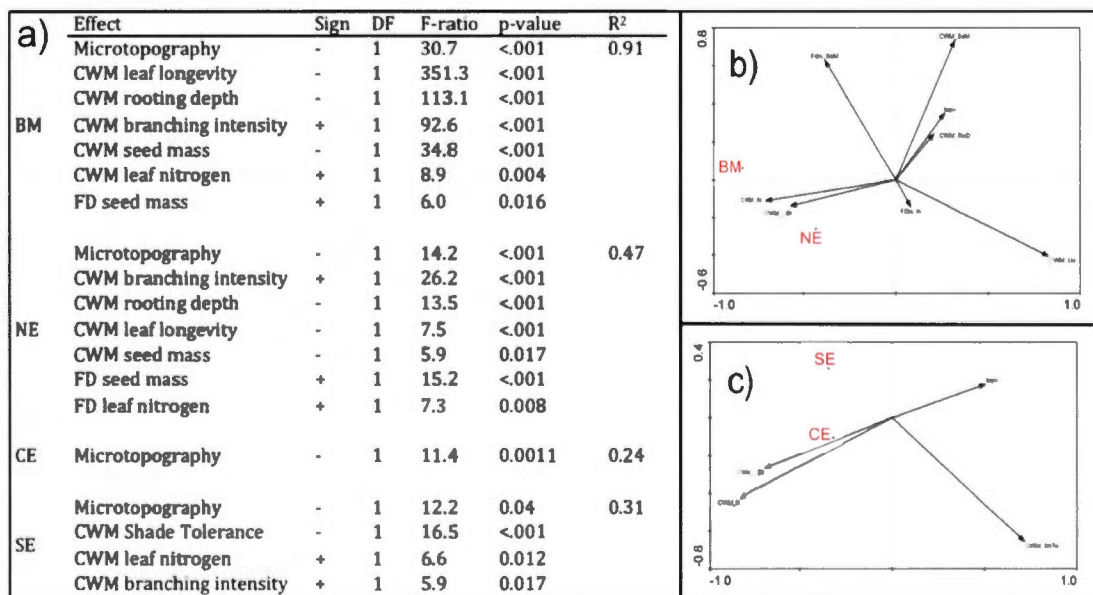 a)
Effect Sign DF F-ratio p-value R²
BM
Microtopography - 1 30.7 <.001 0.91
CWM leaf longevity - 1 351.3 <.001
CWM rooting depth - 1 113.1 <.001
CWM branching intensity + 1 92.6 <.001
CWM seed mass - 1 34.8 <.001
CWM leaf nitrogen + 1 8.9 0.004
FD seed mass + 1 6.0 0.016
NE
Microtopography - 1 14.2 <.001 0.47
CWM branching intensity + 1 26.2 <.001
CWM rooting depth - 1 13.5 <.001
CWM leaf longevity - 1 7.5 <.001
CWM seed mass - 1 5.9 0.017
FD seed mass + 1 15.2 <.001
FD leaf nitrogen + 1 7.3 0.008
CE
Microtopography - 1 11.4 0.0011 0.24
SE
Microtopography - 1 12.2 0.04 0.31
CWM Shade Tolerance - 1 16.5 <.001
CWM leaf nitrogen + 1 6.6 0.012
CWM branching intensity + 1 5.9 0.017
b)
0.8
CWM_SeM
CWM_RoD
BM
NE
-0.6
-1.0 1.0
c)
0.4
SE
CE
CWM_N
-0.8
-1.0 1.0